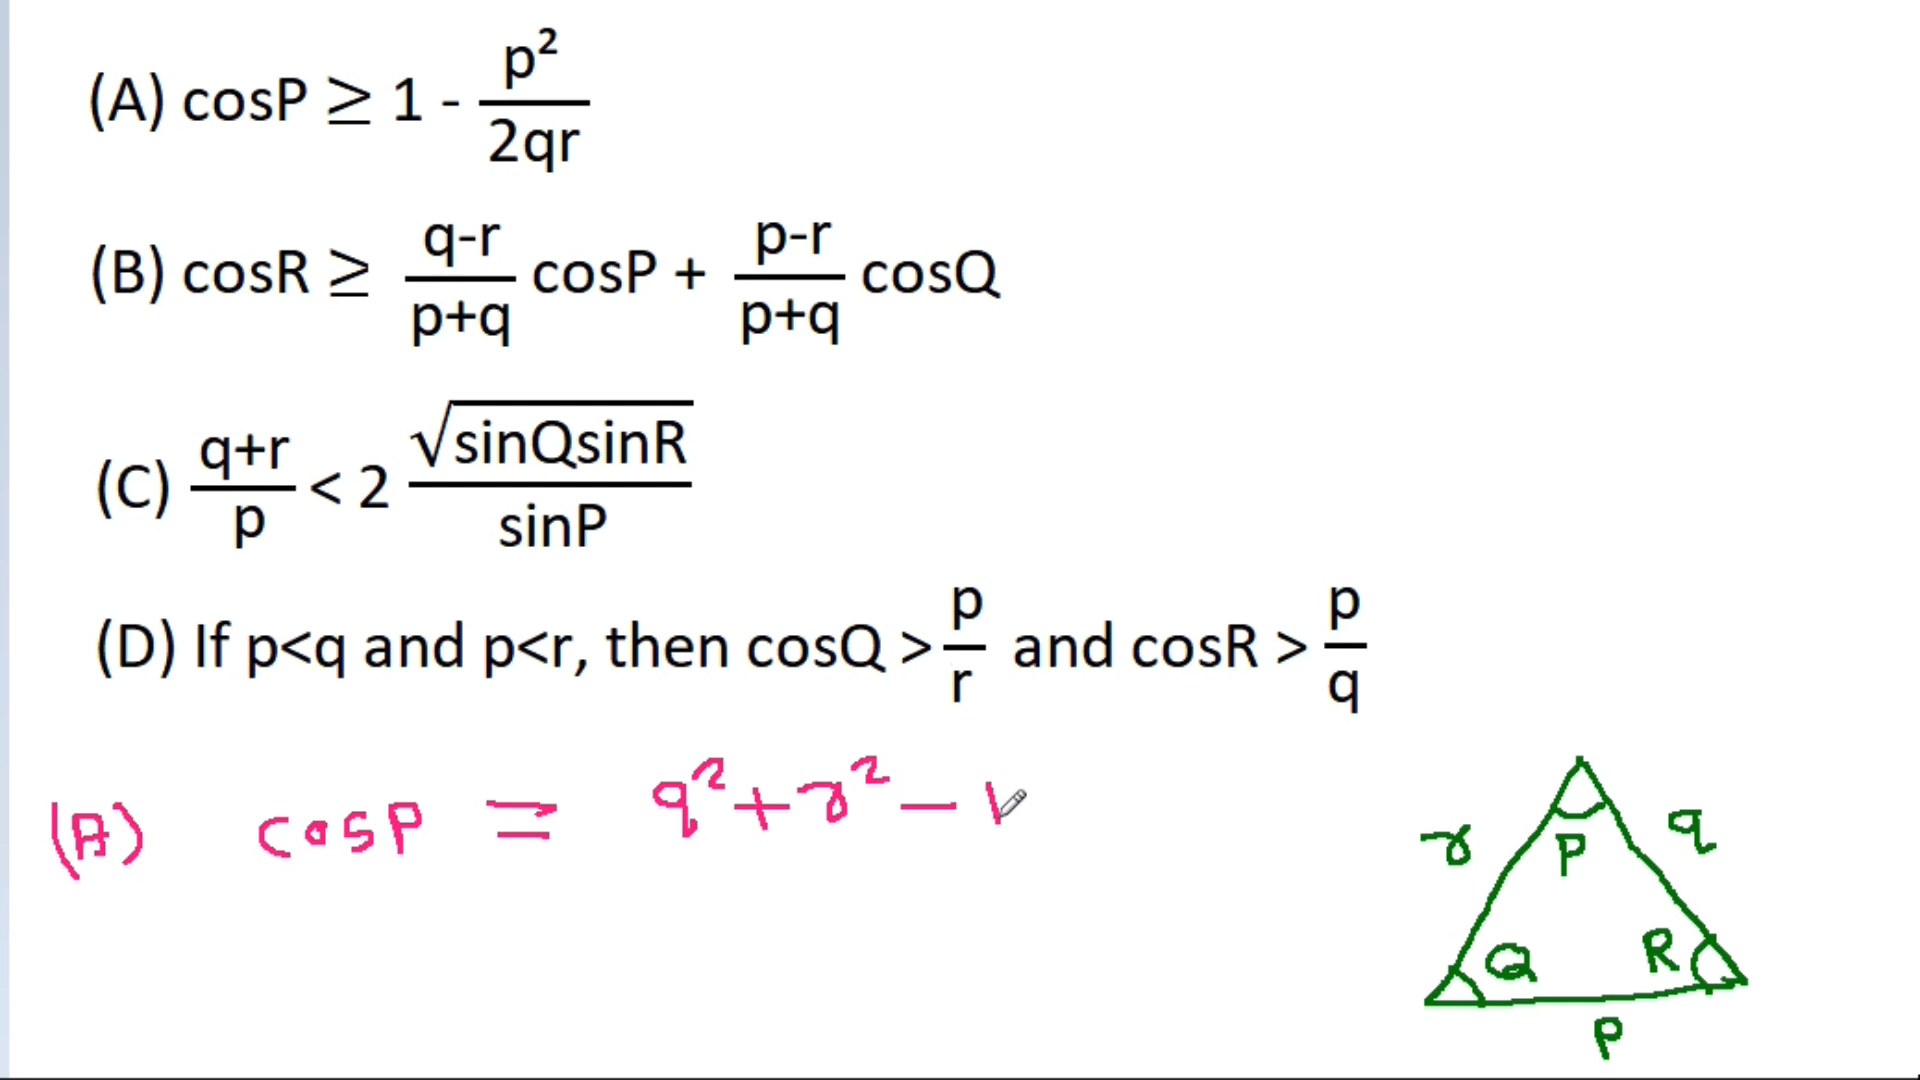 (A) cosP ≥ 1 - p²/2qr
(B) cosR ≥ q-r/p+q cosP + p-r/p+q cosQ
(C) q+r/p < 2 √sinQsinR/sinP
(D) If p<q and p<r, then cosQ > p/r and cosR > p/q
(A) cosP = q²+r²-
r P q
Q R
p